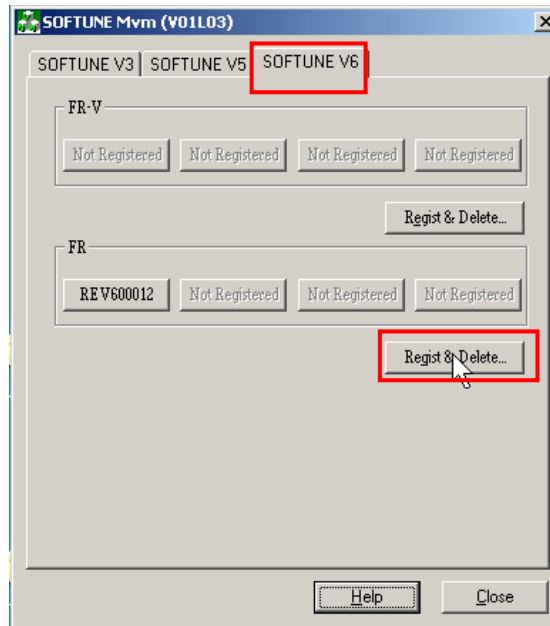 SOFTUNE Mvm (V01L03)
SOFTUNE V3 SOFTUNE V5 SOFTUNE V6
FR-V
Not Registered Not Registered Not Registered Not Registered
Regist & Delete...
FR
REV600012 Not Registered Not Registered Not Registered
Regist & Delete...
Help Close